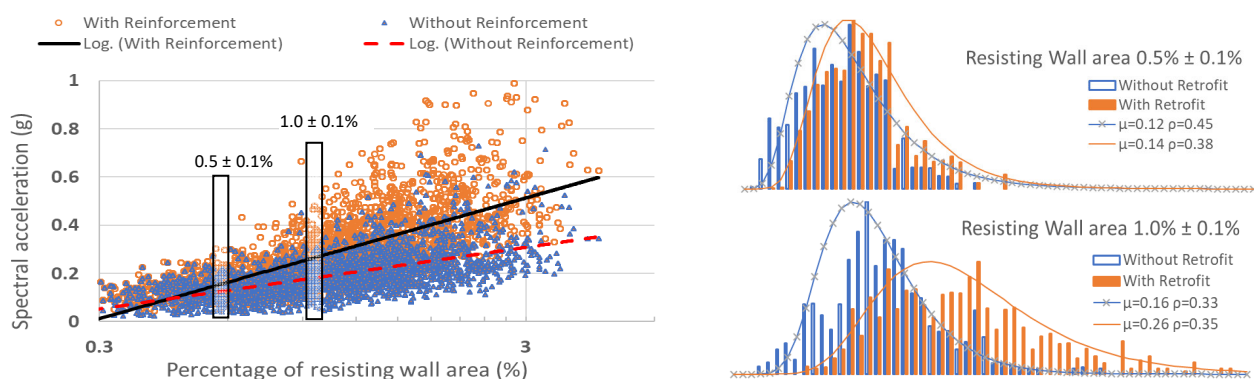 With Reinforcement
Without Reinforcement
Log. (With Reinforcement)
Log. (Without Reinforcement)
Spectral acceleration (g)
1
0.8
0.6
0.4
0.2
0
0.5 ± 0.1%
1.0 ± 0.1%
0.3
3
Percentage of resisting wall area (%)
Resisting Wall area 0.5% ± 0.1%
Without Retrofit
With Retrofit
μ=0.12 ρ=0.45
μ=0.14 ρ=0.38
Resisting Wall area 1.0% ± 0.1%
Without Retrofit
With Retrofit
μ=0.16 ρ=0.33
μ=0.26 ρ=0.35